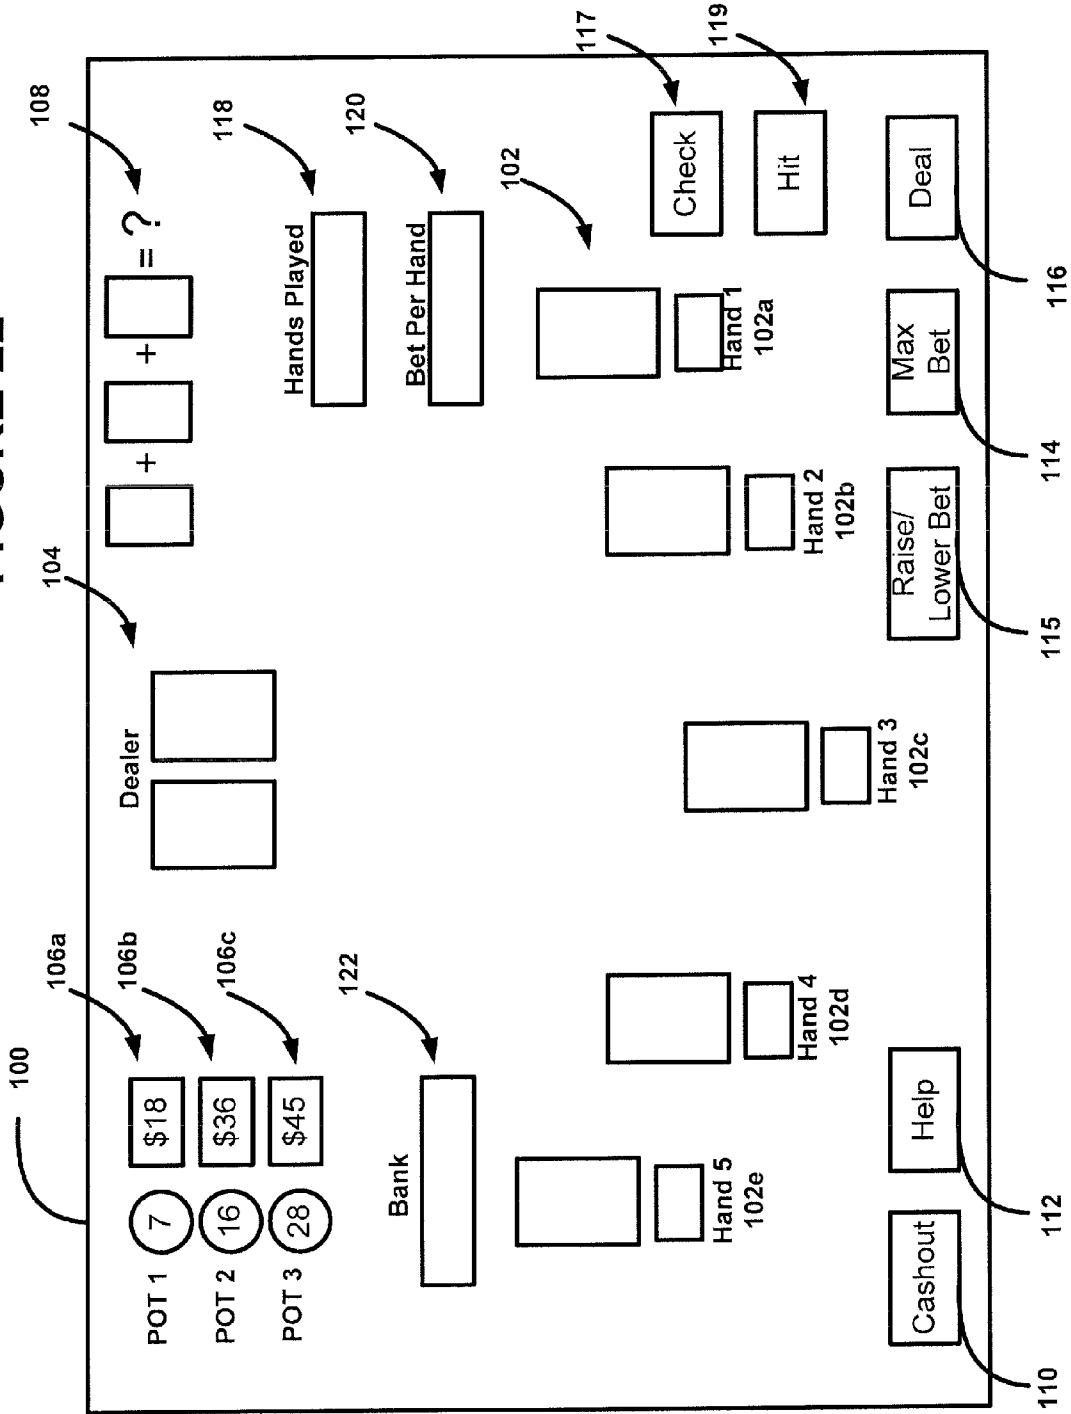 100
106a
106b
106c
104
108
POT 1
7
$18
POT 2
16
$36
POT 3
28
$45
Dealer
+ + = ?
118
Hands Played
122
Bank
120
Bet Per Hand
102
Hand 1
102a
Hand 2
102b
Hand 3
102c
Hand 4
102d
Hand 5
102e
117
Check
119
Hit
Cashout
Help
Raise/
Lower Bet
Max
Bet
Deal
110
112
115
114
116